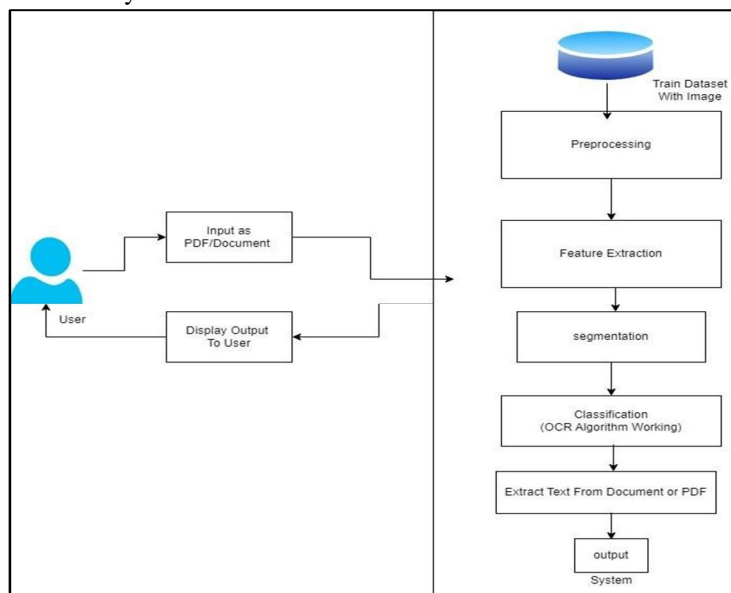 Train Dataset
With Image
Preprocessing
Input as
PDF/Document
Feature Extraction
User
Display Output
To User
segmentation
Classification
(OCR Algorithm Working)
Extract Text From Document or PDF
output
System